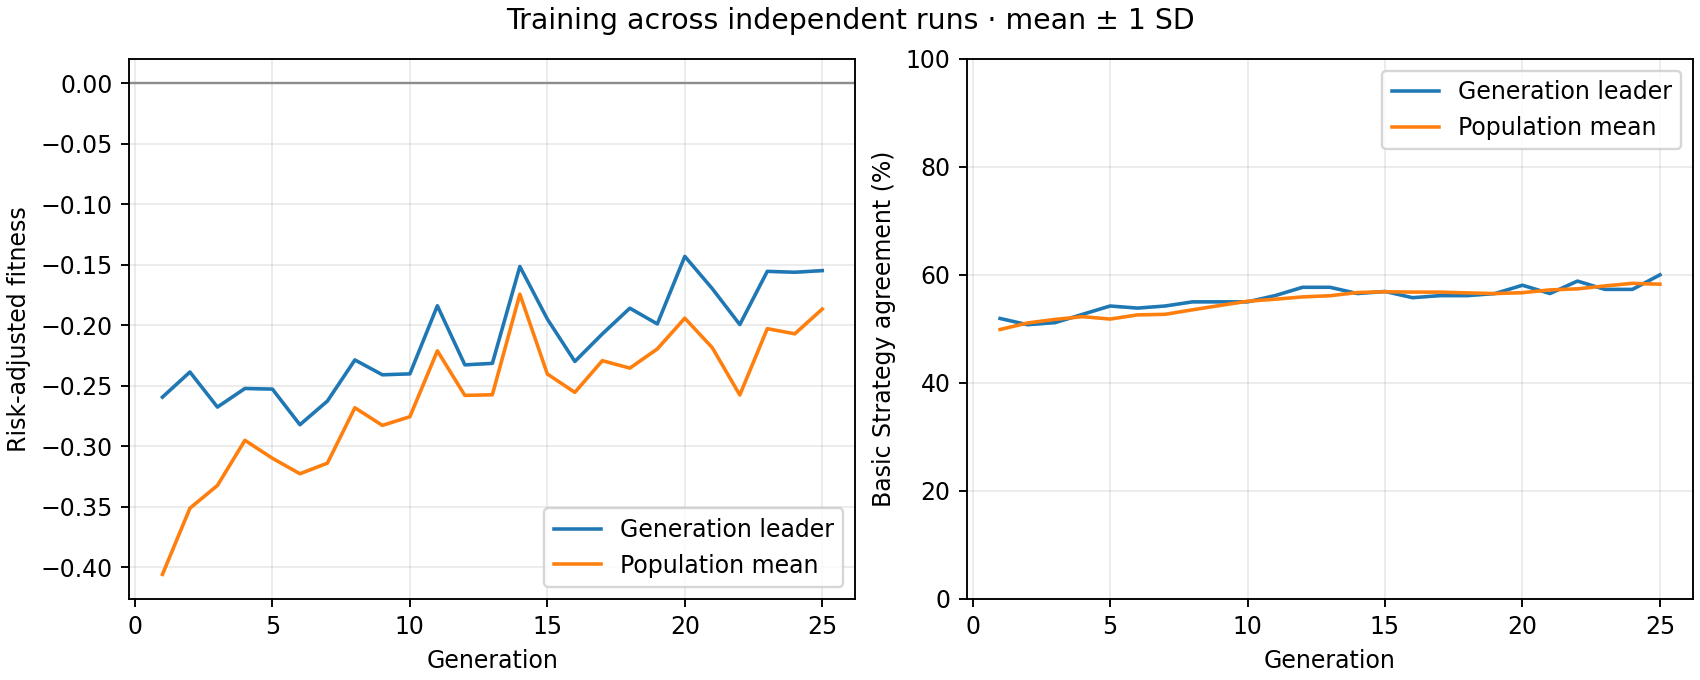 Training across independent runs · mean ± 1 SD
Risk-adjusted fitness
0.00
−0.05
−0.10
−0.15
−0.20
−0.25
−0.30
−0.35
−0.40
Generation leader
Population mean
0 5 10 15 20 25
Generation
Basic Strategy agreement (%)
100
80
60
40
20
0
Generation leader
Population mean
0 5 10 15 20 25
Generation